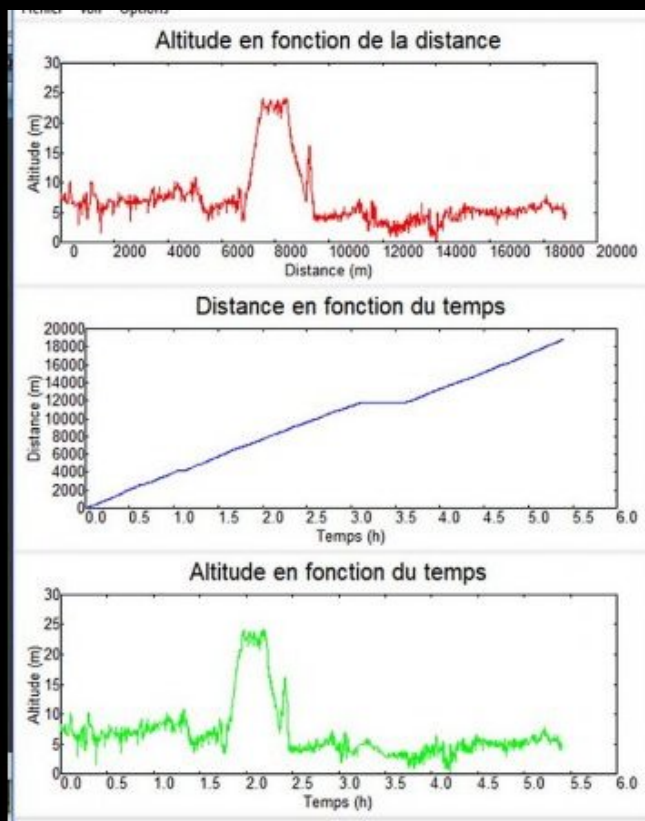 Fichier Voir Options
Altitude en fonction de la distance
30
25
20
15
10
5
0
Altitude (m)
0 2000 4000 6000 8000 10000 12000 14000 16000 18000 20000
Distance (m)
Distance en fonction du temps
20000
18000
16000
14000
12000
10000
8000
6000
4000
2000
0
Distance (m)
0.0 0.5 1.0 1.5 2.0 2.5 3.0 3.5 4.0 4.5 5.0 5.5 6.0
Temps (h)
Altitude en fonction du temps
30
25
20
15
10
5
0
Altitude (m)
0.0 0.5 1.0 1.5 2.0 2.5 3.0 3.5 4.0 4.5 5.0 5.4 6.0
Temps (h)